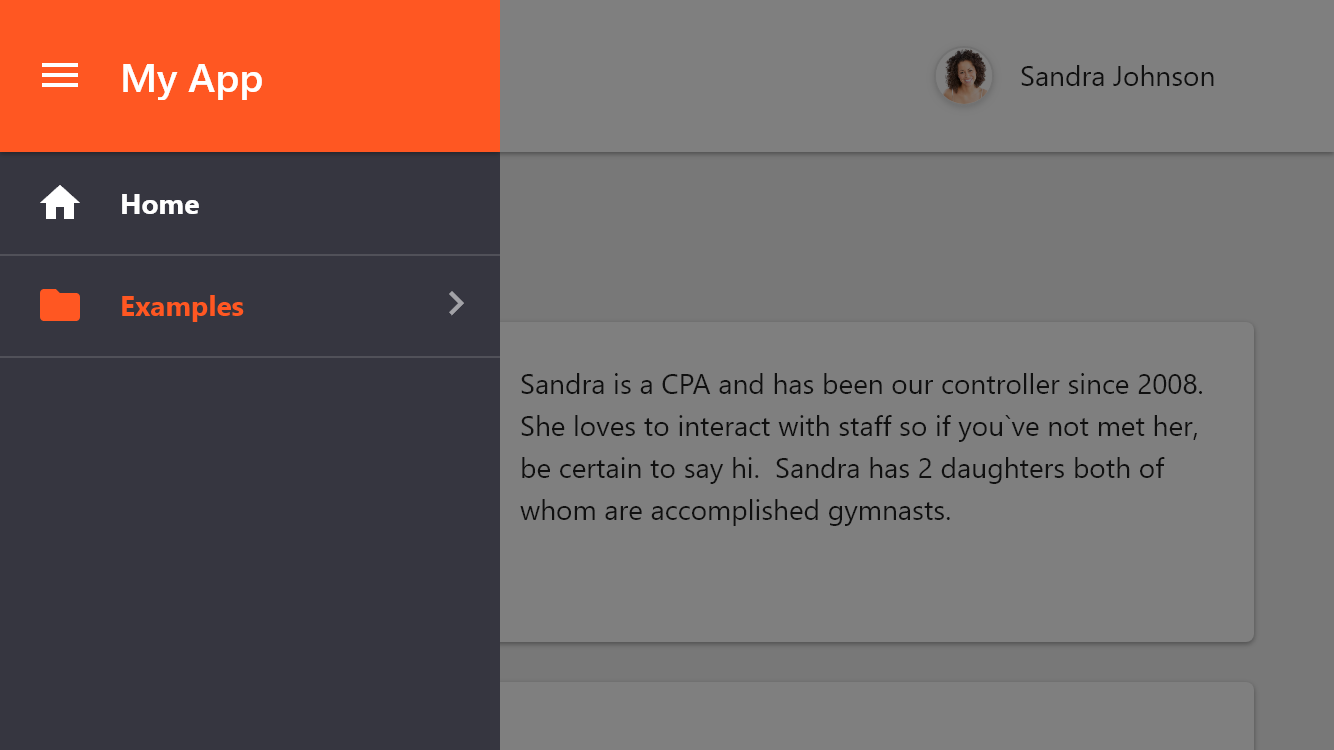 My App
Sandra Johnson
Home
Examples
Sandra is a CPA and has been our controller since 2008.
She loves to interact with staff so if you`ve not met her,
be certain to say hi.  Sandra has 2 daughters both of
whom are accomplished gymnasts.